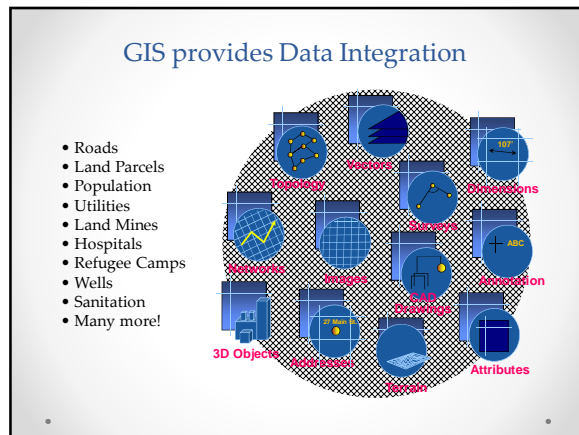 GIS provides Data Integration
• Roads
• Land Parcels
• Population
• Utilities
• Land Mines
• Hospitals
• Refugee Camps
• Wells
• Sanitation
• Many more!
Vectors
Topology
107'
Dimensions
Surveys
Networks
Images
ABC
Annotation
CAD
Drawings
3D Objects
27 Main St.
Addresses
Terrain
Attributes